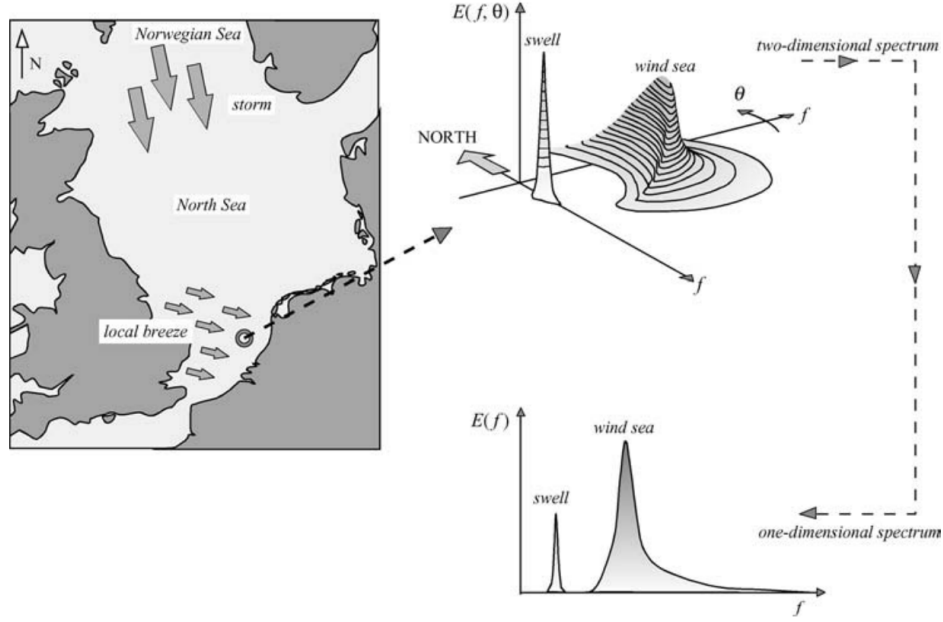 Norwegian Sea
N
storm
North Sea
local breeze
E(f, θ)
swell
wind sea
two-dimensional spectrum
θ
f
NORTH
f
E(f)
wind sea
swell
one-dimensional spectrum
f